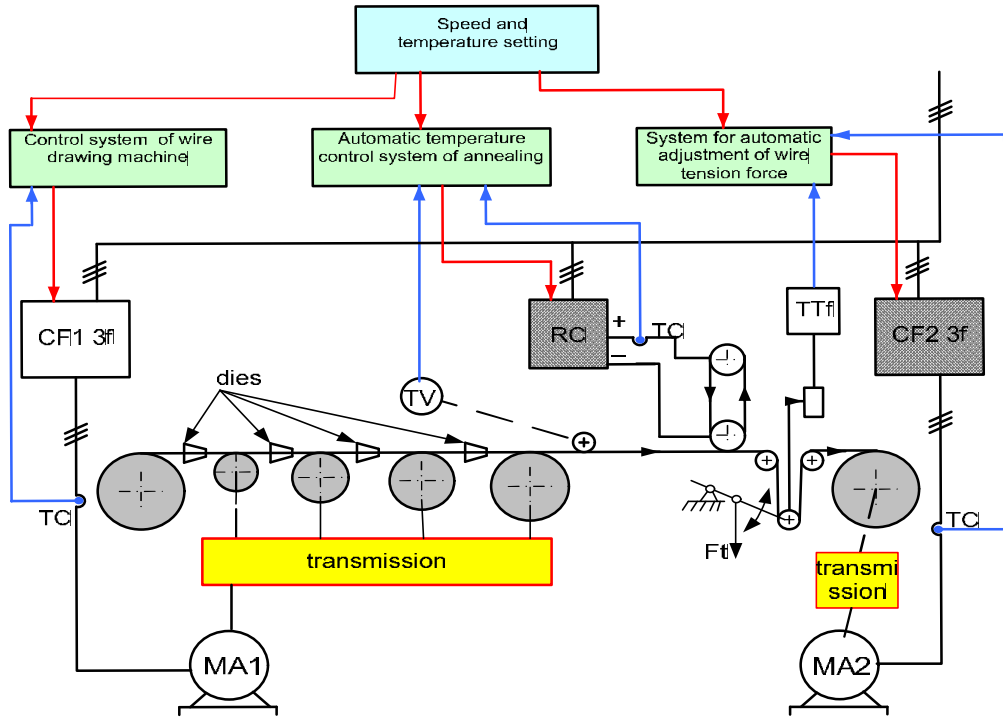 Speed and
temperature setting
Control system of wire
drawing machine
Automatic temperature
control system of annealing
System for automatic
adjustment of wire
tension force
CF1 3f
RC
+
−
TC
TTf
CF2 3f
dies
TV
TC
TC
Ft
transmission
transmi
ssion
MA1
MA2